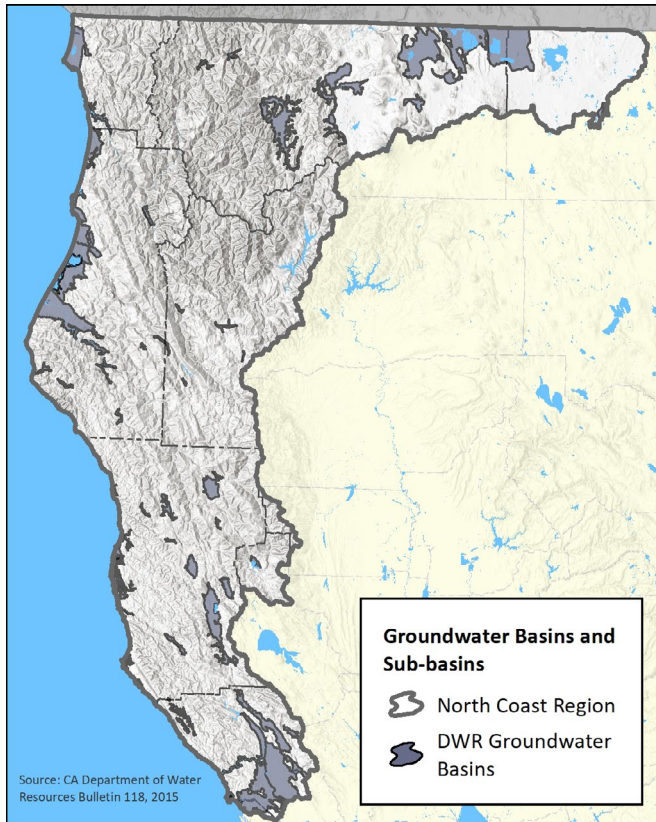 Groundwater Basins and
Sub-basins
North Coast Region
DWR Groundwater
Basins
Source: CA Department of Water
Resources Bulletin 118, 2015